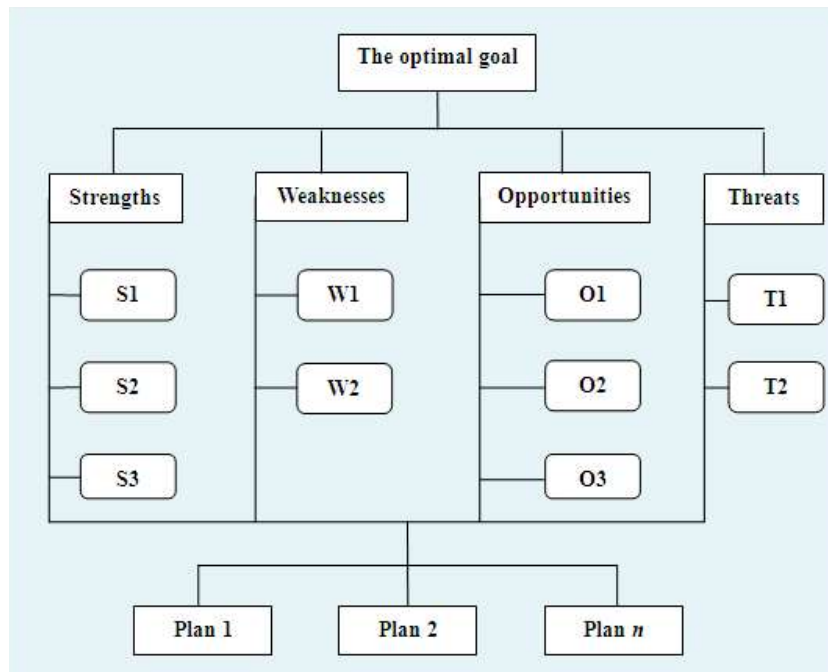 The optimal goal
Strengths
Weaknesses
Opportunities
Threats
S1
W1
O1
T1
S2
W2
O2
T2
S3
O3
Plan 1
Plan 2
Plan n